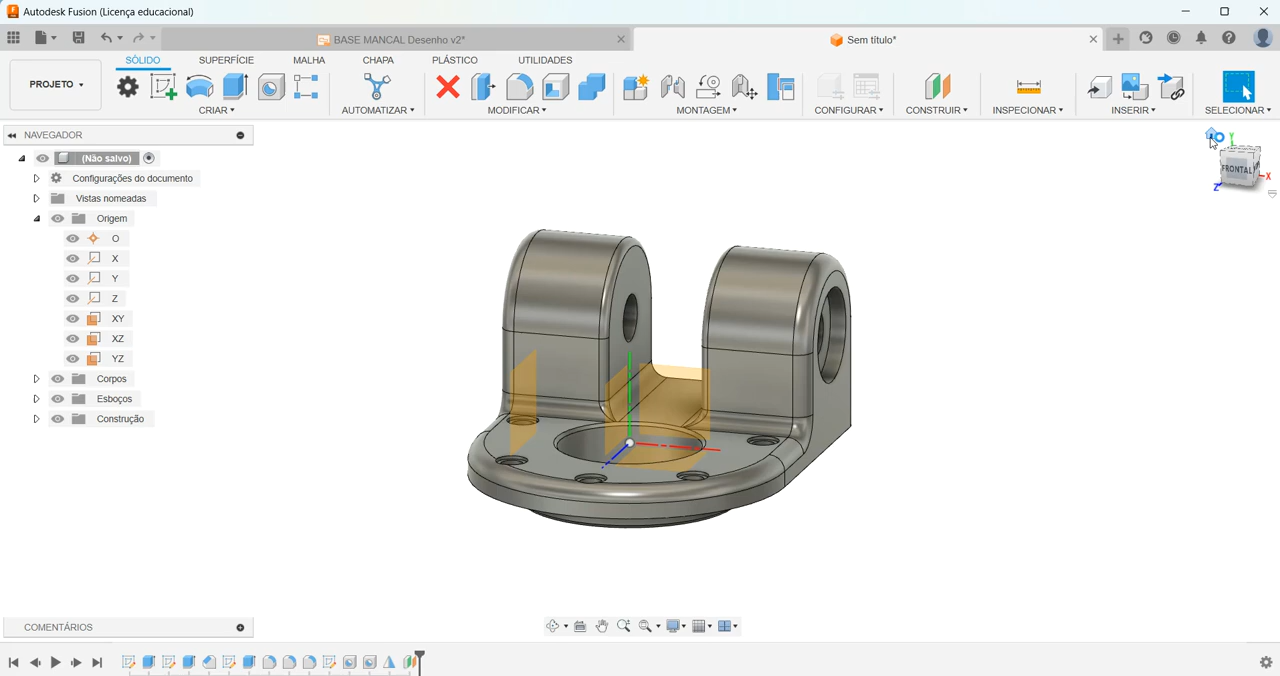 Autodesk Fusion (Licença educacional)
BASE MANCAL Desenho v2*
Sem título*
SÓLIDO
SUPERFÍCIE
MALHA
CHAPA
PLÁSTICO
UTILIDADES
PROJETO
CRIAR
AUTOMATIZAR
MODIFICAR
MONTAGEM
CONFIGURAR
CONSTRUIR
INSPECIONAR
INSERIR
SELECIONAR
NAVEGADOR
(Não salvo)
Configurações do documento
Vistas nomeadas
Origem
O
X
Y
Z
XY
XZ
YZ
Corpos
Esboços
Construção
Y
FRONTAL
X
Z
COMENTÁRIOS